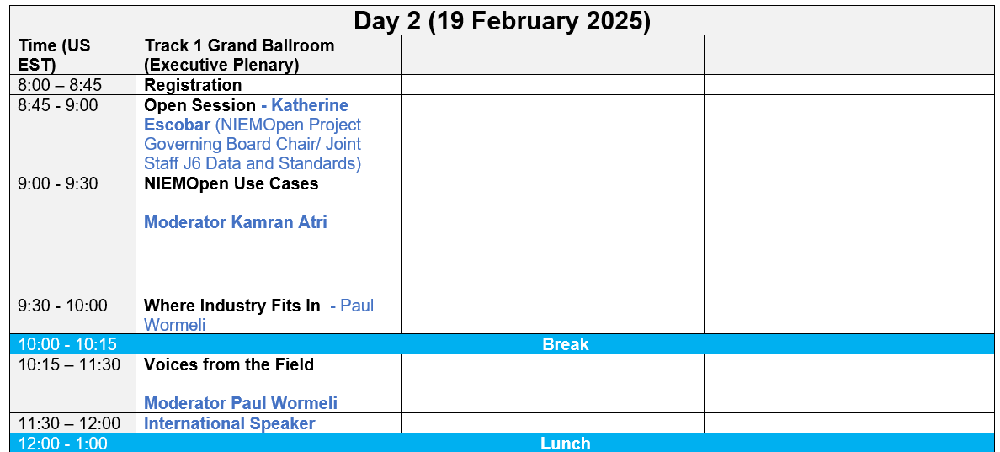 Day 2 (19 February 2025)
Time (US
EST)
Track 1 Grand Ballroom
(Executive Plenary)
8:00 – 8:45
Registration
8:45 - 9:00
Open Session - Katherine
Escobar (NIEMOpen Project
Governing Board Chair/ Joint
Staff J6 Data and Standards)
9:00 - 9:30
NIEMOpen Use Cases
Moderator Kamran Atri
9:30 - 10:00
Where Industry Fits In  - Paul
Wormeli
10:00 - 10:15
Break
10:15 – 11:30
Voices from the Field
Moderator Paul Wormeli
11:30 – 12:00
International Speaker
12:00 - 1:00
Lunch